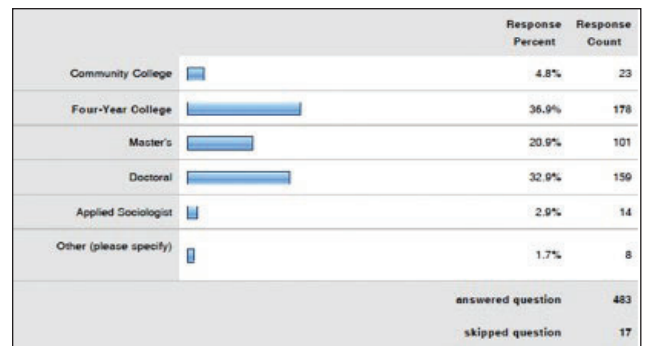 Response Response
Percent Count
Community College 4.8% 23
Four-Year College 36.9% 178
Master's 20.9% 101
Doctoral 32.9% 159
Applied Sociologist 2.9% 14
Other (please specify) 1.7% 8
answered question 483
skipped question 17